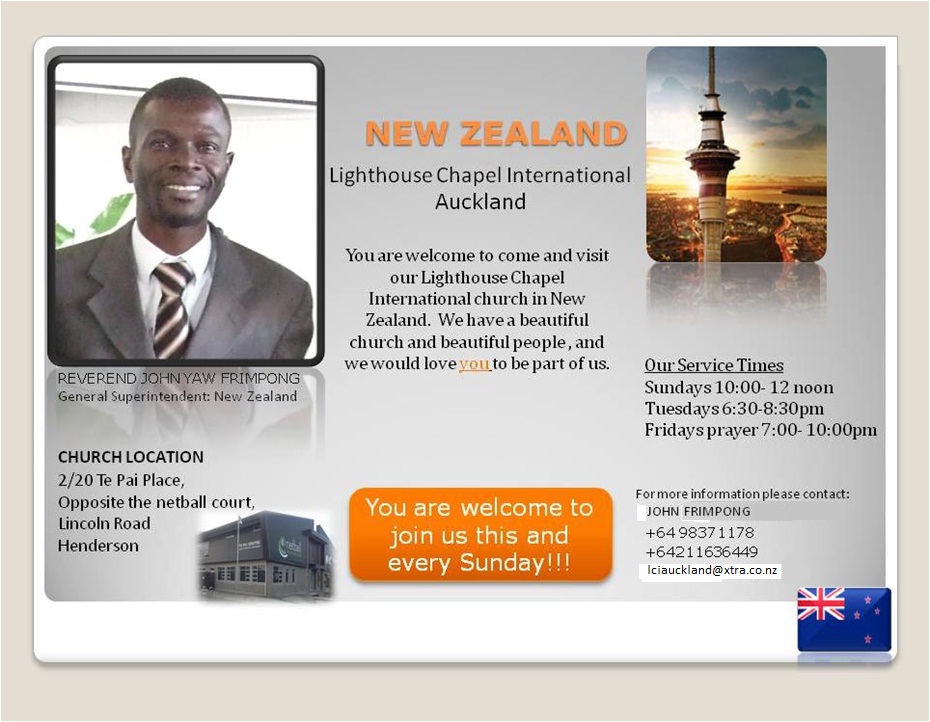 NEW ZEALAND
Lighthouse Chapel International
Auckland
You are welcome to come and visit
our Lighthouse Chapel
International church in New
Zealand. We have a beautiful
church and beautiful people, and
we would love you to be part of us.
REVEREND JOHN YAW FRIMPONG
General Superintendent: New Zealand
CHURCH LOCATION
2/20 Te Pai Place,
Opposite the netball court,
Lincoln Road
Henderson
netball
You are welcome to
join us this and
every Sunday!!!
Our Service Times
Sundays 10:00- 12 noon
Tuesdays 6:30-8:30pm
Fridays prayer 7:00- 10:00pm
For more information please contact:
JOHN FRIMPONG
+64 98371178
+64211636449
lciauckland@xtra.co.nz